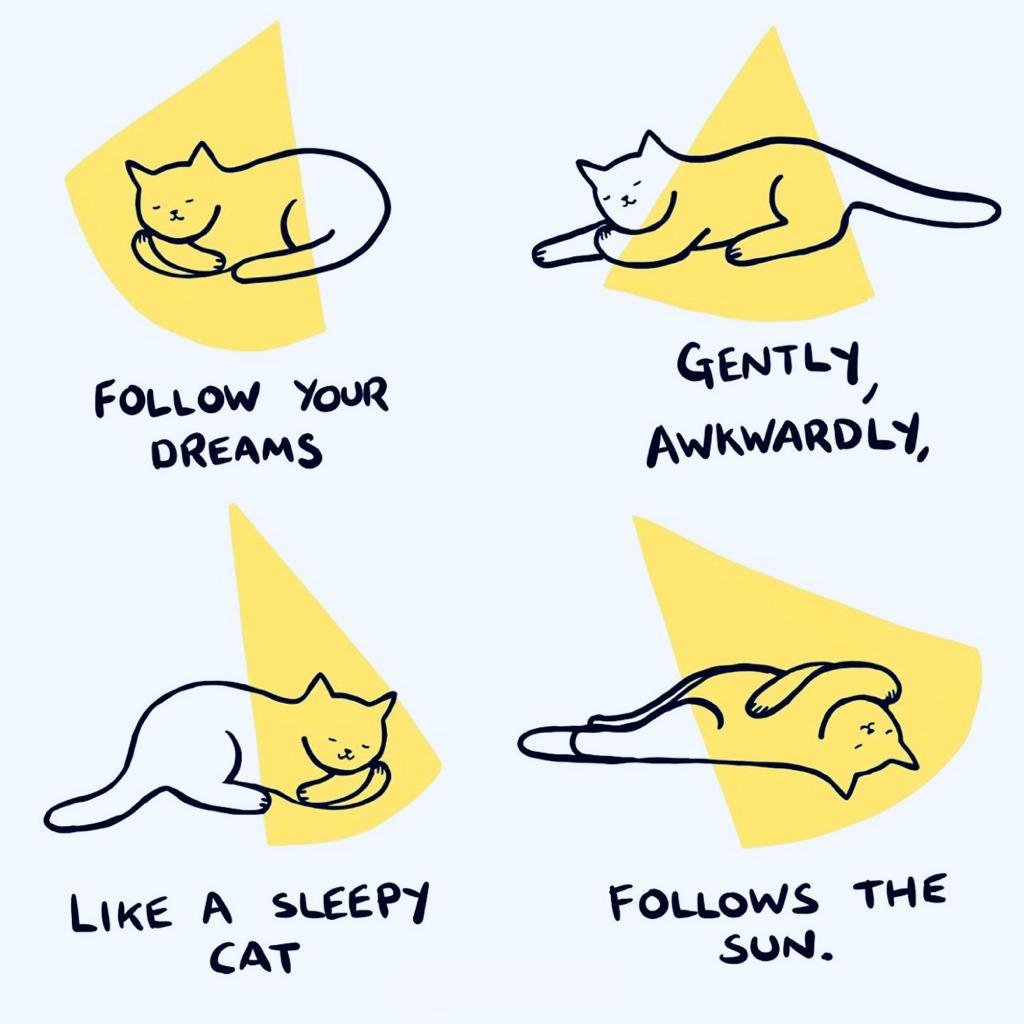 FOLLOW YOUR
DREAMS
GENTLY,
AWKWARDLY,
LIKE A SLEEPY
CAT
FOLLOWS THE
SUN.